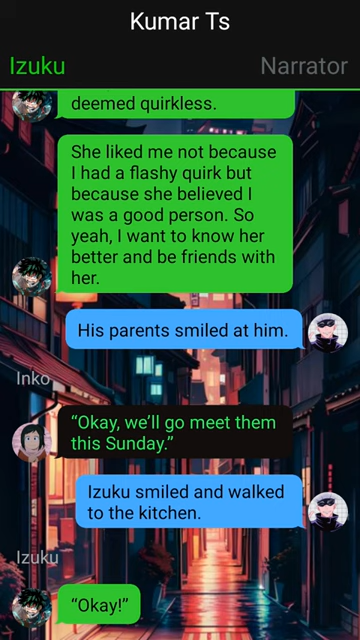 Kumar Ts
Izuku
Narrator
deemed quirkless.
She liked me not because
I had a flashy quirk but
because she believed I
was a good person. So
yeah, I want to know her
better and be friends with
her.
His parents smiled at him.
Inko
“Okay, we’ll go meet them
this Sunday.”
Izuku smiled and walked
to the kitchen.
Izuku
“Okay!”